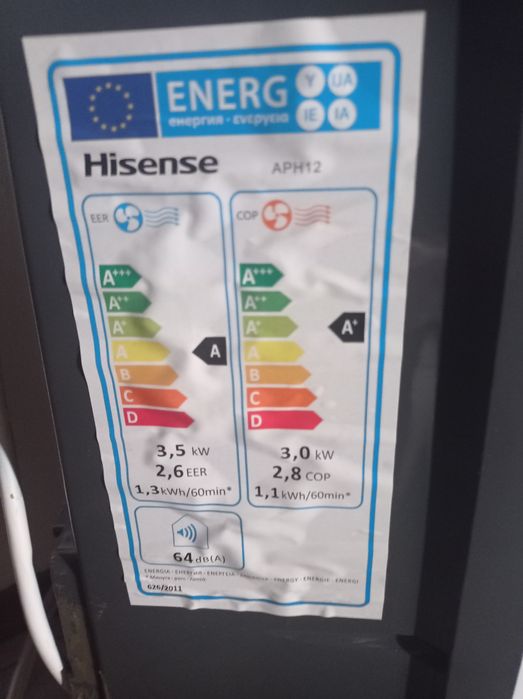 ENERG
Y UA
енергия · ενεργεια
IE IA
Hisense APH12
EER
COP
A+++
A++
A+
A
B
C
D
A
A+++
A++
A+
A
B
C
D
A+
3,5 kW
2,6 EER
1,3 kWh/60min*
3,0 kW
2,8 COP
1,1 kWh/60min*
64 dB(A)
626/2011